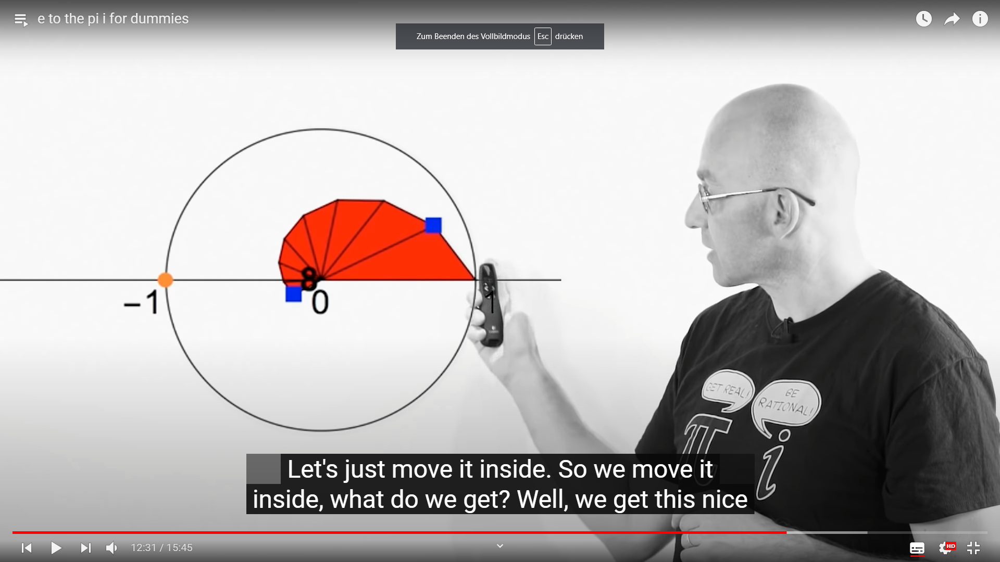 e to the pi i for dummies
Zum Beenden des Vollbildmodus Esc drücken
8
−1
0
1
GET REAL!
BE
RATIONAL!
π
i
Let's just move it inside. So we move it
inside, what do we get? Well, we get this nice
12:31 / 15:45
HD